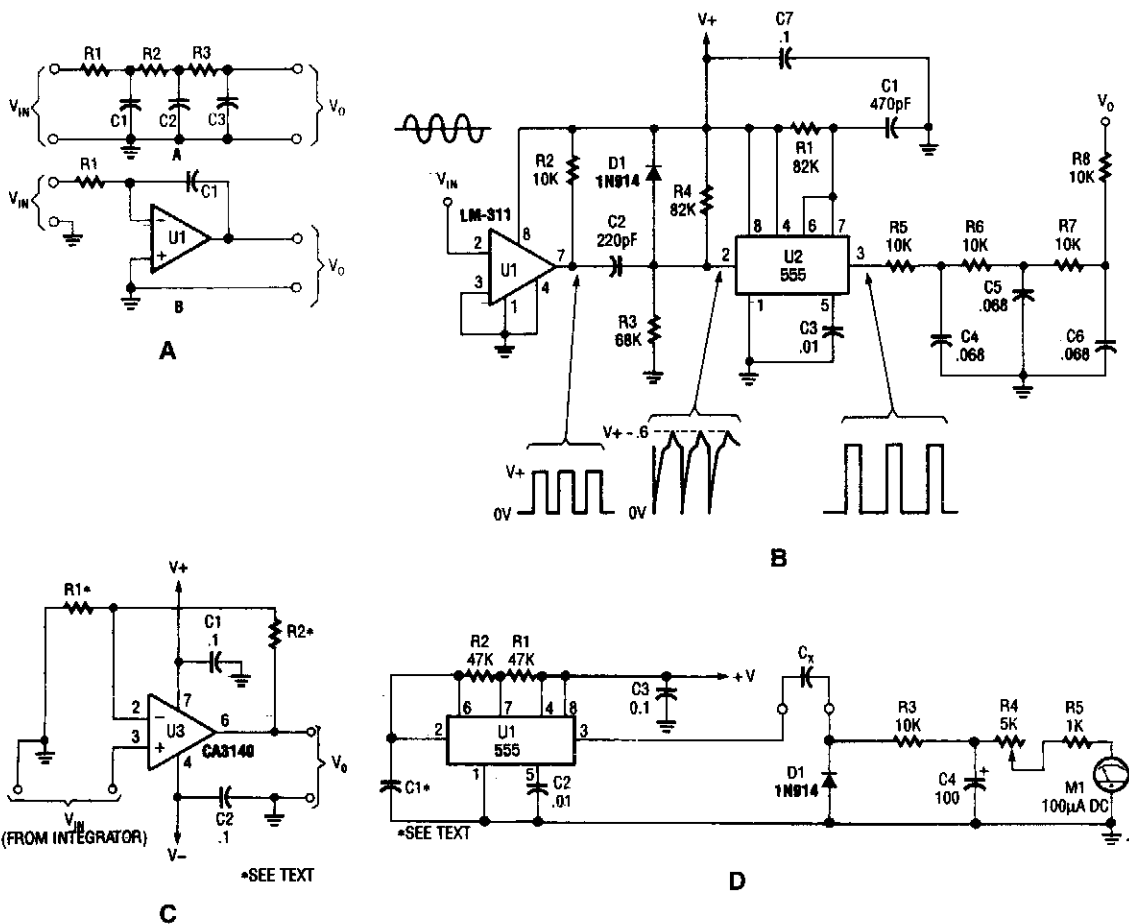 R1 R2 R3
VIN C1 C2 C3 VO
A
R1 C1
VIN − U1 + VO
B
A
V+ C7
.1
C1
470pF
VO
R2
10K
D1
1N914
R4
82K
R1
82K
R8
10K
VIN
LM-311
C2
220pF
8 4 6 7
R5
10K
R6
10K
R7
10K
2 − 8 7 2 U2 3
U1 555
3 + 1 4 1 5
R3
68K
C3
.01
C4
.068
C5
.068
C6
.068
V+ -.6
V+
0V 0V
B
V+
R1*
C1
.1
R2*
2 − 7 6
U3
3 + 4
CA3140
VO
VIN
(FROM INTEGRATOR)
C2
.1
V−
*SEE TEXT
C
R2
47K
R1
47K
+V
C3
0.1
CX
6 7 4 8
2 U1 3
555
1 5
C1*
C2
.01
*SEE TEXT
R3
10K
R4
5K
R5
1K
D1
1N914
C4
100
+
M1
100µA DC
D